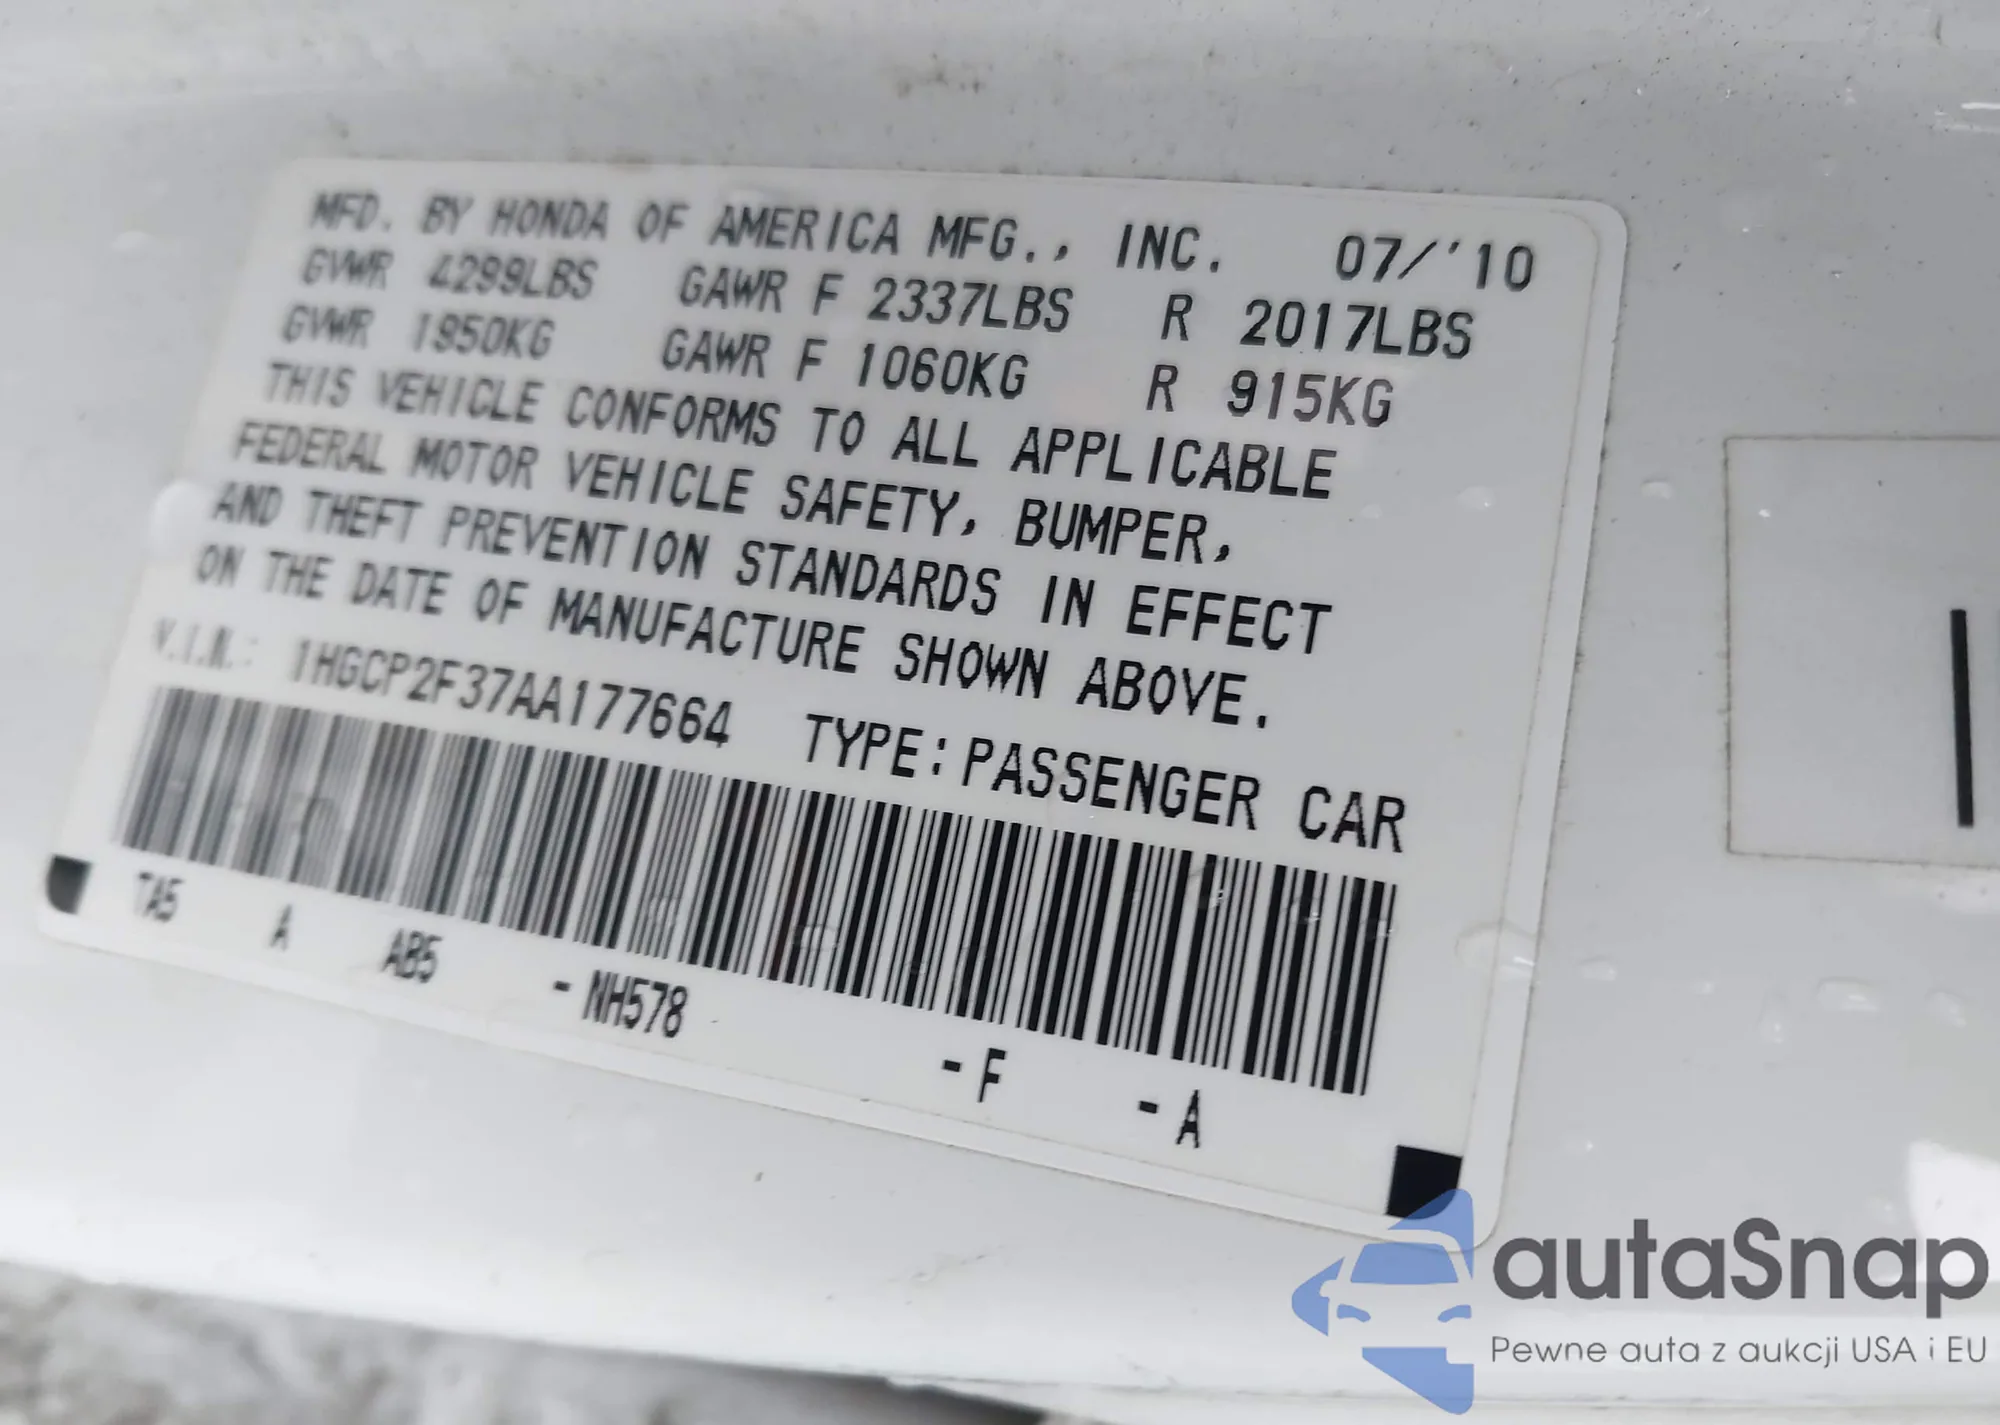 MFD. BY HONDA OF AMERICA MFG., INC. 07/'10
GVWR 4299LBS GAWR F 2337LBS R 2017LBS
GVWR 1950KG GAWR F 1060KG R 915KG
THIS VEHICLE CONFORMS TO ALL APPLICABLE
FEDERAL MOTOR VEHICLE SAFETY, BUMPER,
AND THEFT PREVENTION STANDARDS IN EFFECT
ON THE DATE OF MANUFACTURE SHOWN ABOVE.
V.I.N.: 1HGCP2F37AA177664 TYPE: PASSENGER CAR
TA5 A AB5 -NH578 -F -A
autaSnap
Pewne auta z aukcji USA i EU